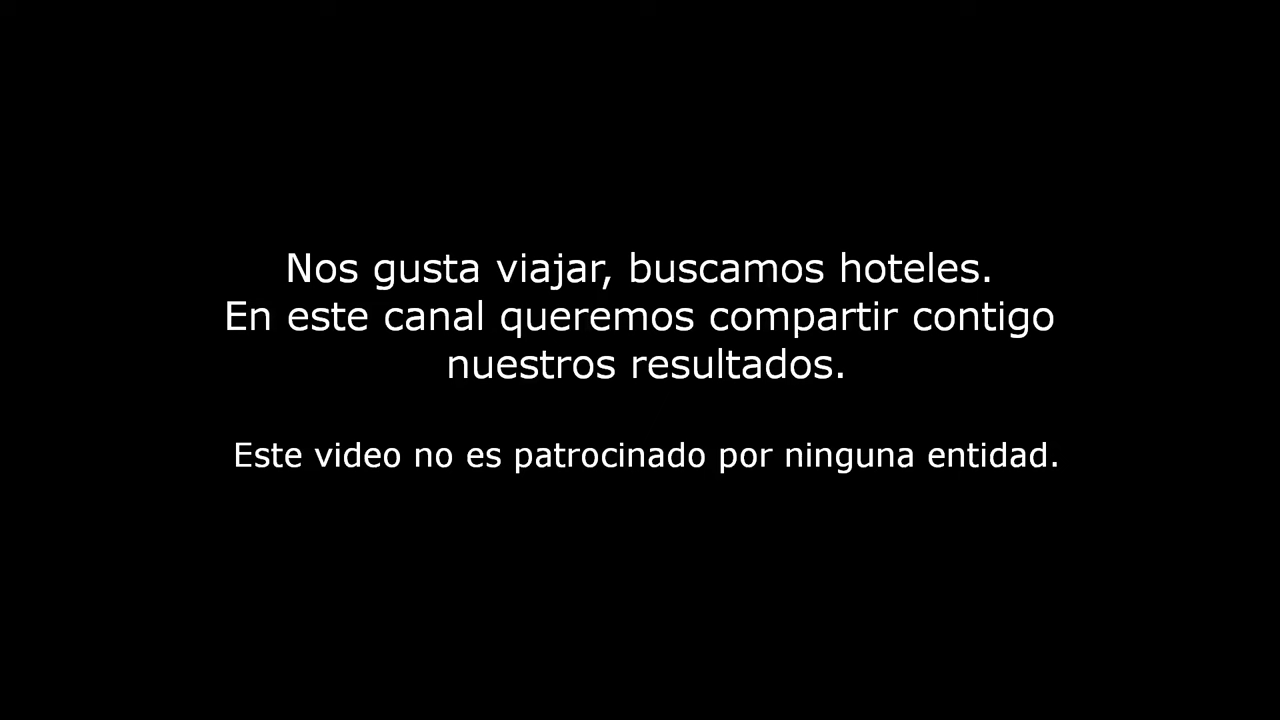 Nos gusta viajar, buscamos hoteles.
En este canal queremos compartir contigo
nuestros resultados.
Este video no es patrocinado por ninguna entidad.